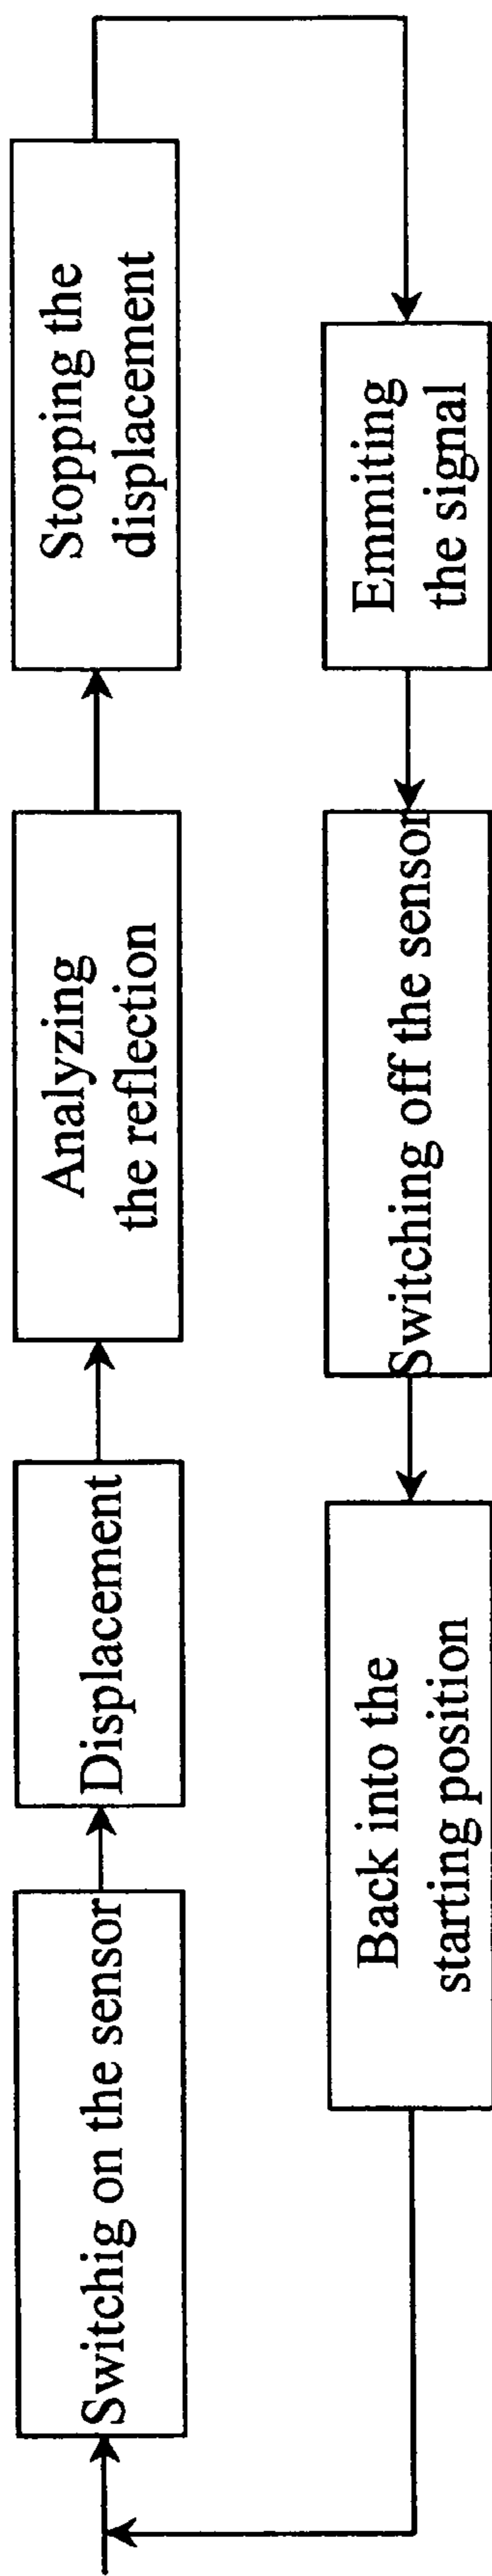 Switchig on the sensor
Displacement
Analyzing
the reflection
Stopping the
displacement
Emmiting
the signal
Switching off the sensor
Back into the
starting position